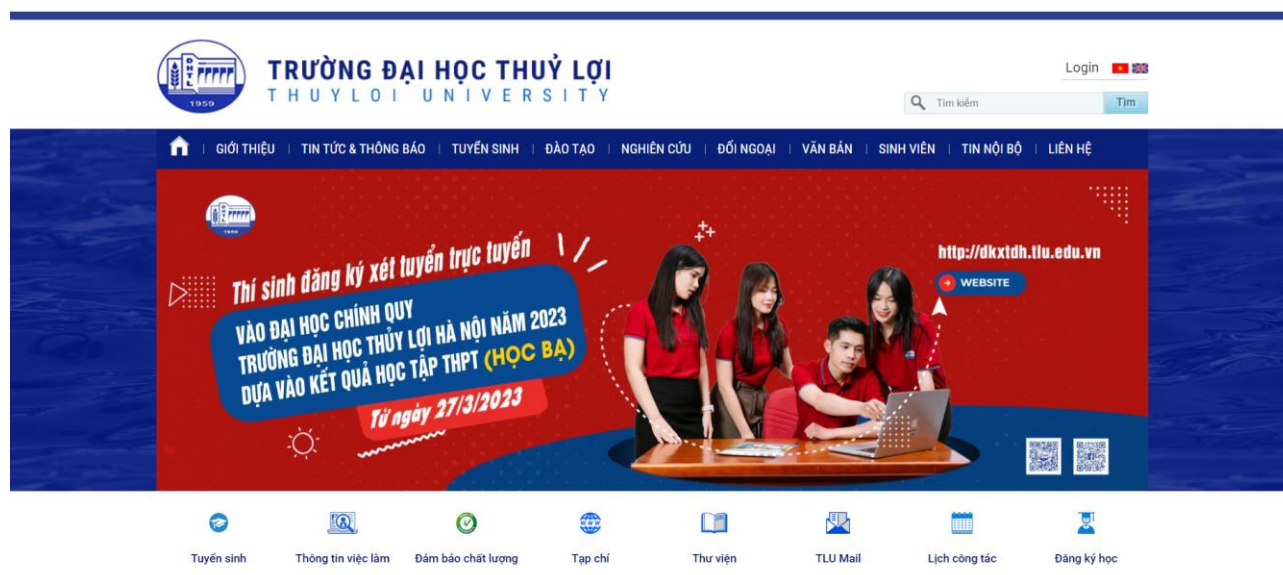 ĐHTL
1959
TRƯỜNG ĐẠI HỌC THUỶ LỢI
THUYLOI UNIVERSITY
Login
Tìm kiếm
Tìm
GIỚI THIỆU | TIN TỨC & THÔNG BÁO | TUYỂN SINH | ĐÀO TẠO | NGHIÊN CỨU | ĐỐI NGOẠI | VĂN BẢN | SINH VIÊN | TIN NỘI BỘ | LIÊN HỆ
1959
Thí sinh đăng ký xét tuyển trực tuyến
VÀO ĐẠI HỌC CHÍNH QUY
TRƯỜNG ĐẠI HỌC THỦY LỢI HÀ NỘI NĂM 2023
DỰA VÀO KẾT QUẢ HỌC TẬP THPT (HỌC BẠ)
Từ ngày 27/3/2023
http://dkxtdh.tlu.edu.vn
WEBSITE
Tuyển sinh
Thông tin việc làm
Đảm bảo chất lượng
Tạp chí
Thư viện
TLU Mail
Lịch công tác
Đăng ký học